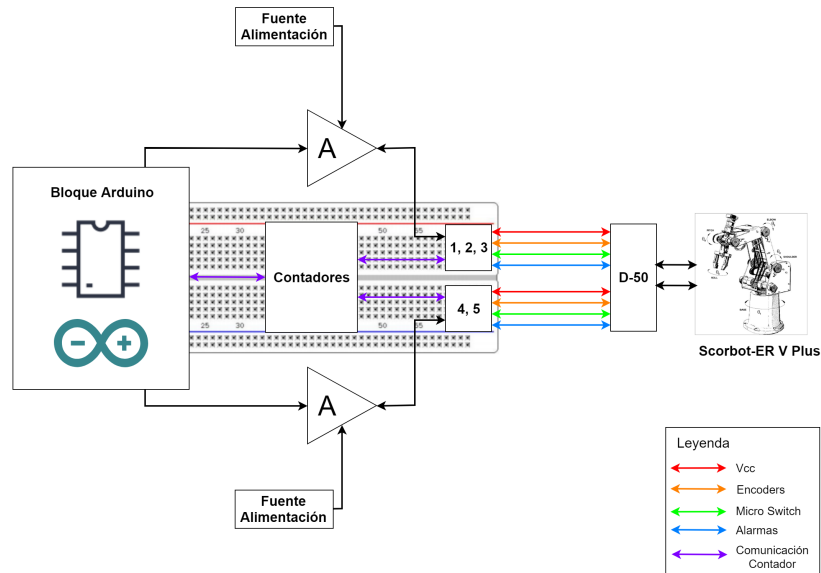 Fuente
Alimentación
A
Bloque Arduino
25
30
50
55
1, 2, 3
Contadores
D-50
4, 5
25
30
50
55
Scorbot-ER V Plus
A
Fuente
Alimentación
Leyenda
Vcc
Encoders
Micro Switch
Alarmas
Comunicación
Contador